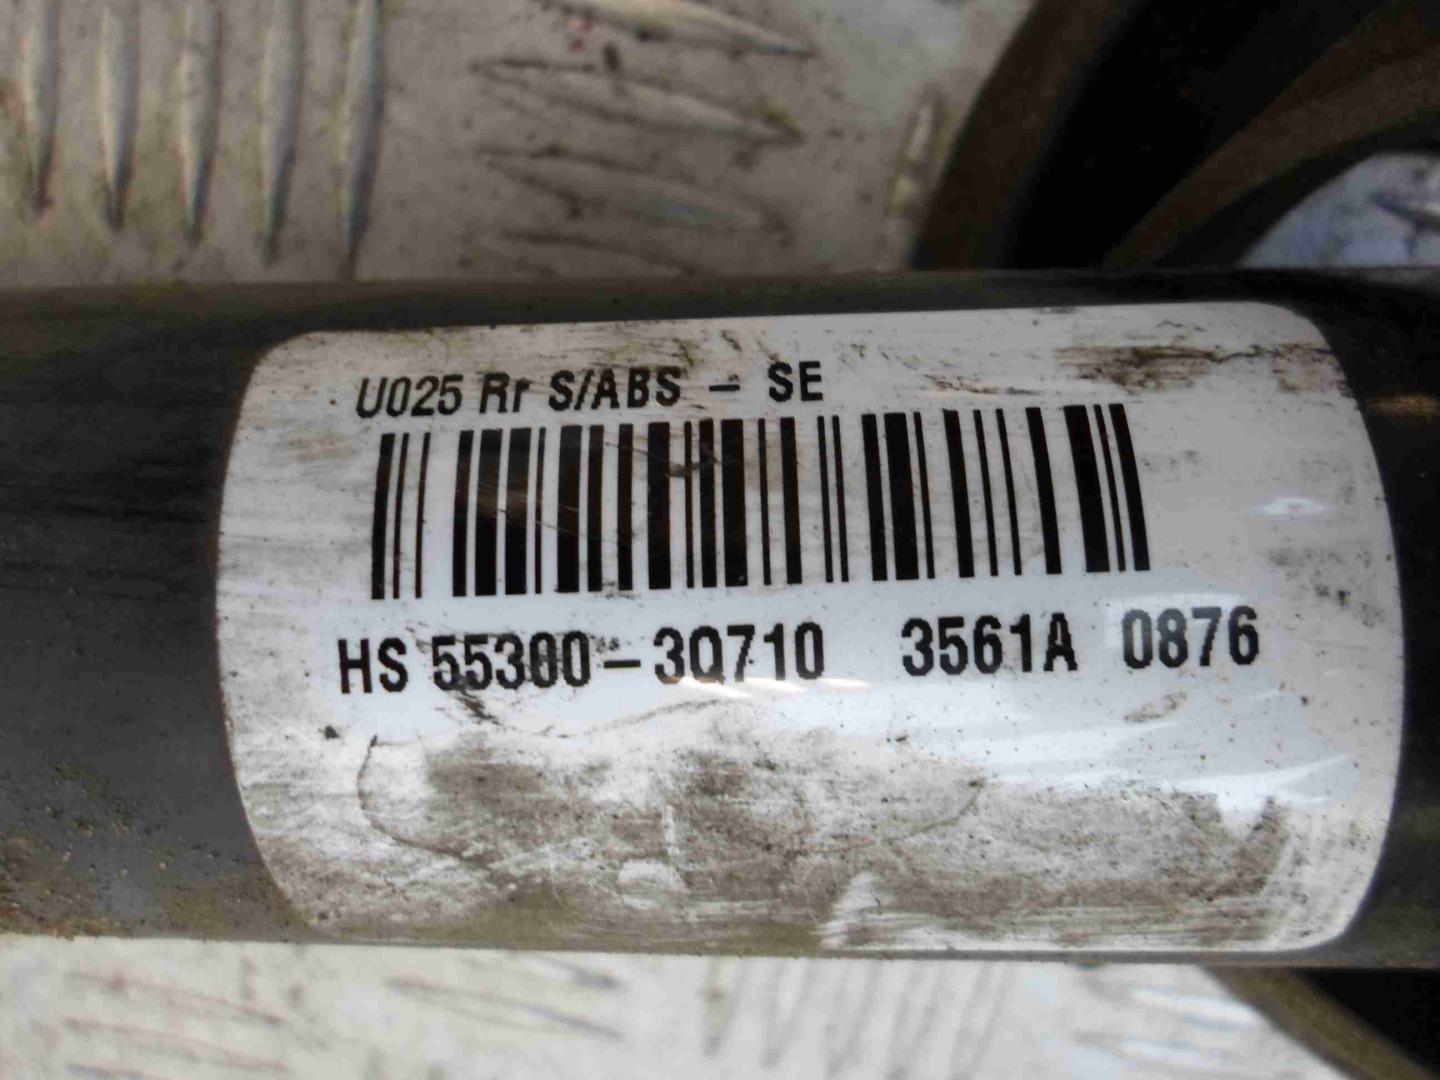 U025 Rr S/ABS - SE
HS 55300-3Q710 3561A 0876